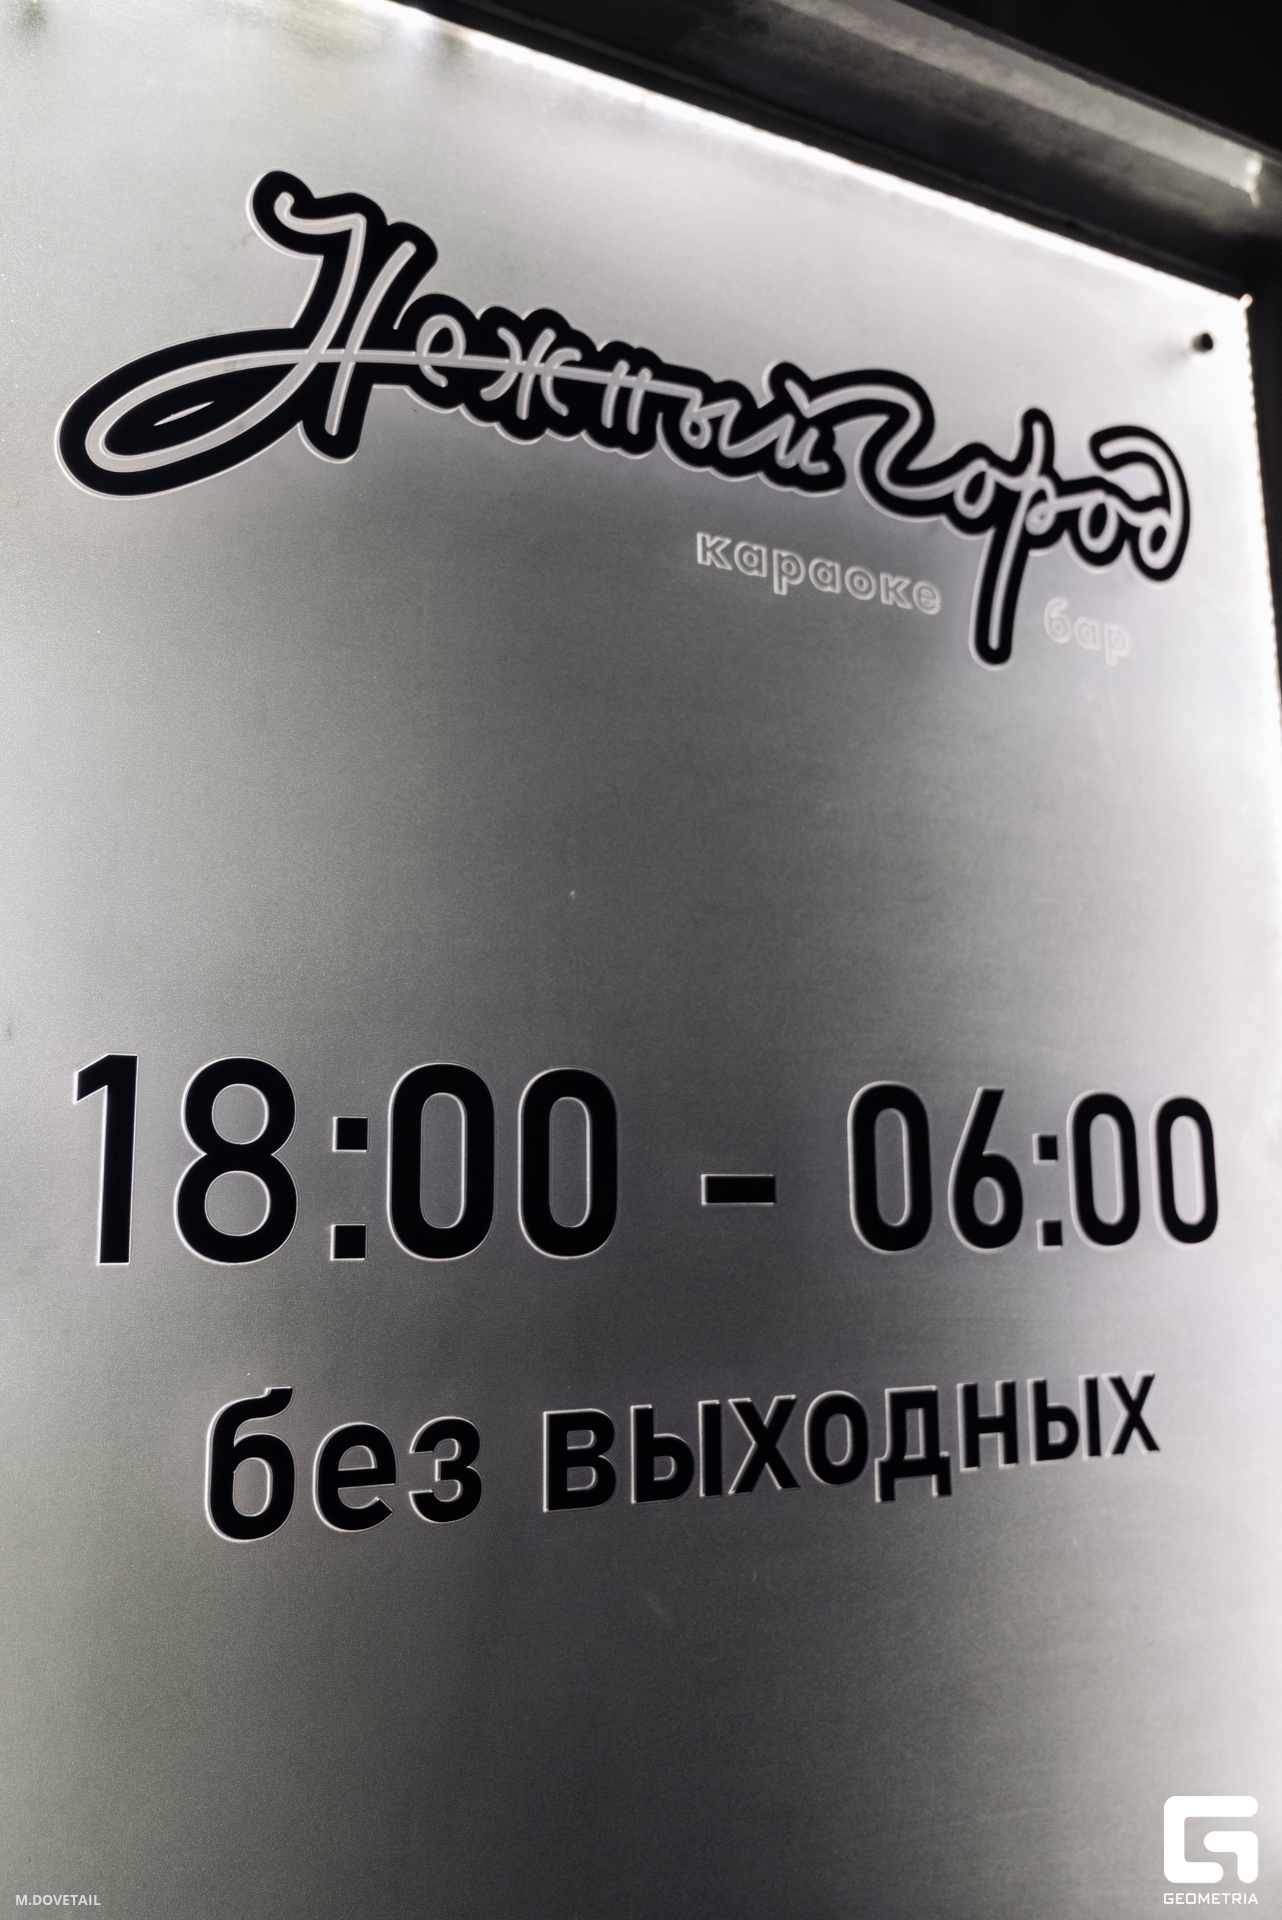 Нежный город
караоке бар
18:00 - 06:00
без выходных
M.DOVETAIL
GEOMETRIA